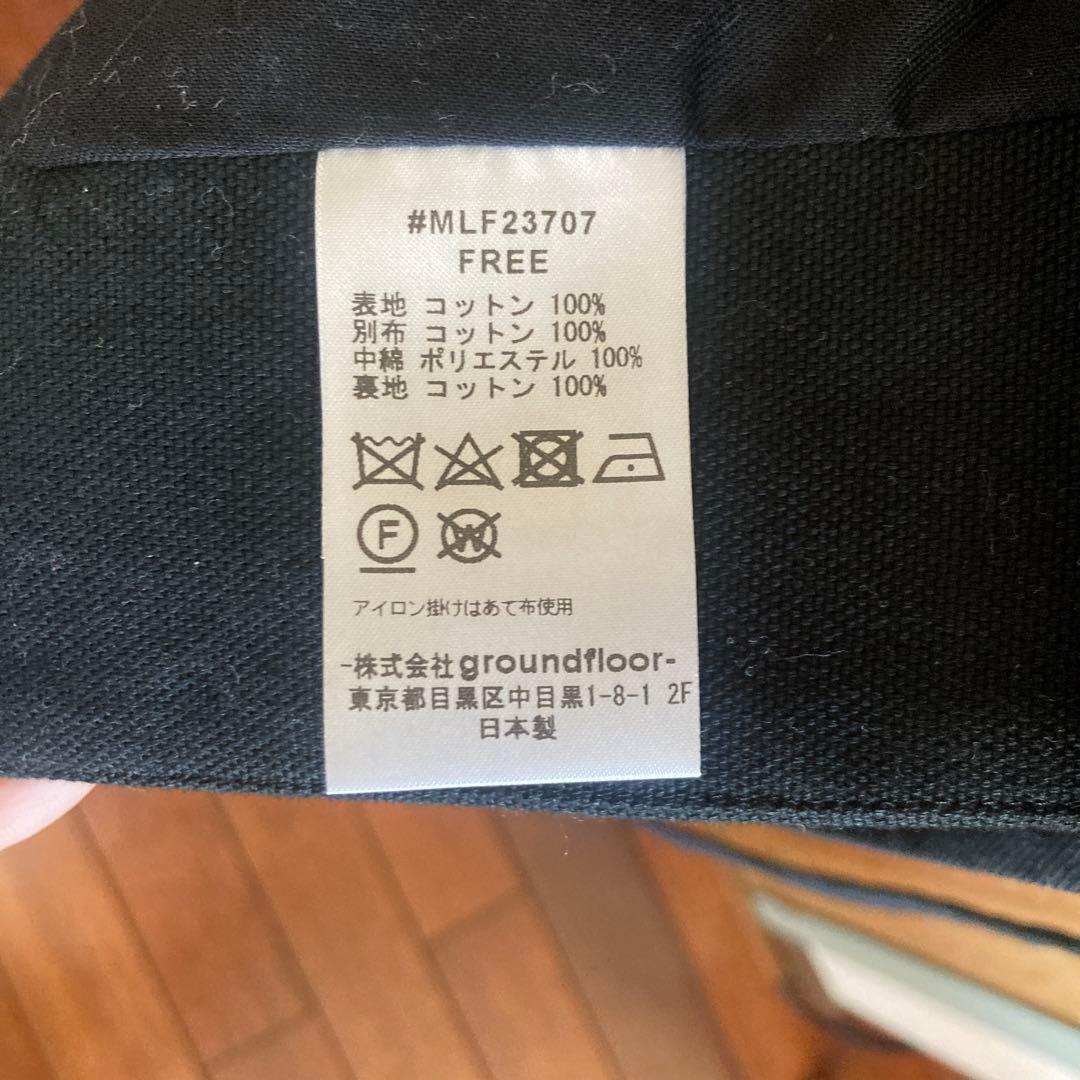 #MLF23707
FREE
表地 コットン 100%
別布 コットン 100%
中綿 ポリエステル 100%
裏地 コットン 100%
F W
アイロン掛けはあて布使用
-株式会社groundfloor-
東京都目黒区中目黒1-8-1 2F
日本製